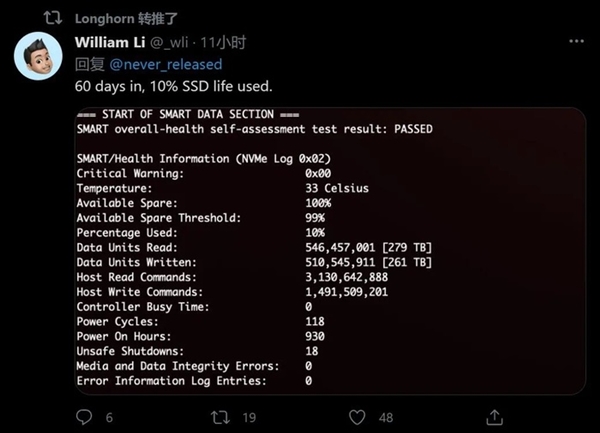 Longhorn 转推了
William Li @_wli · 11小时
回复 @never_released
60 days in, 10% SSD life used.
=== START OF SMART DATA SECTION ===
SMART overall-health self-assessment test result: PASSED
SMART/Health Information (NVMe Log 0x02)
Critical Warning: 0x00
Temperature: 33 Celsius
Available Spare: 100%
Available Spare Threshold: 99%
Percentage Used: 10%
Data Units Read: 546,457,001 [279 TB]
Data Units Written: 510,545,911 [261 TB]
Host Read Commands: 3,130,642,888
Host Write Commands: 1,491,509,201
Controller Busy Time: 0
Power Cycles: 118
Power On Hours: 930
Unsafe Shutdowns: 18
Media and Data Integrity Errors: 0
Error Information Log Entries: 0
6 19 48